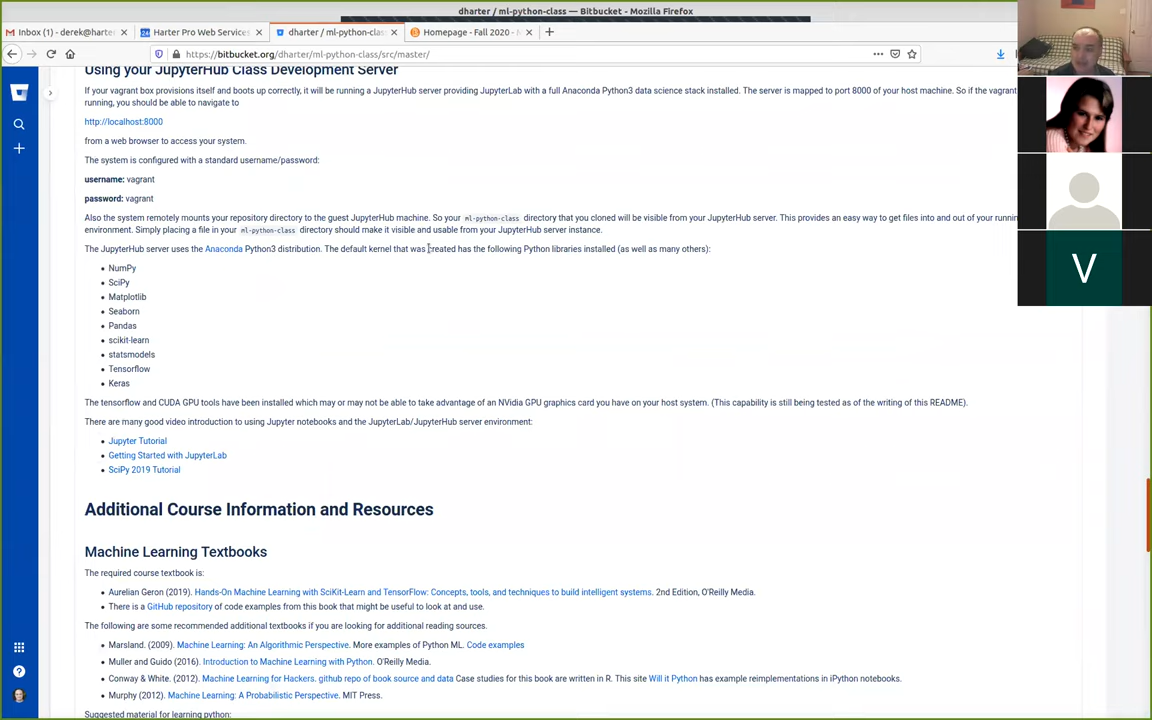 dharter / ml-python-class — Bitbucket - Mozilla Firefox
Inbox (1) - derek@harte
Harter Pro Web Services
dharter / ml-python-clas
Homepage - Fall 2020 -
https://bitbucket.org/dharter/ml-python-class/src/master/
Using your JupyterHub Class Development Server
If your vagrant box provisions itself and boots up correctly, it will be running a JupyterHub server providing JupyterLab with a full Anaconda Python3 data science stack installed. The server is mapped to port 8000 of your host machine. So if the vagrant
running, you should be able to navigate to
http://localhost:8000
from a web browser to access your system.
The system is configured with a standard username/password:
username: vagrant
password: vagrant
Also the system remotely mounts your repository directory to the guest JupyterHub machine. So your ml-python-class directory that you cloned will be visible from your JupyterHub server. This provides an easy way to get files into and out of your running
environment. Simply placing a file in your ml-python-class directory should make it visible and usable from your JupyterHub server instance.
The JupyterHub server uses the Anaconda Python3 distribution. The default kernel that was created has the following Python libraries installed (as well as many others):
• NumPy
• SciPy
• Matplotlib
• Seaborn
• Pandas
• scikit-learn
• statsmodels
• Tensorflow
• Keras
The tensorflow and CUDA GPU tools have been installed which may or may not be able to take advantage of an NVidia GPU graphics card you have on your host system. (This capability is still being tested as of the writing of this README).
There are many good video introduction to using Jupyter notebooks and the JupyterLab/JupyterHub server environment:
• Jupyter Tutorial
• Getting Started with JupyterLab
• SciPy 2019 Tutorial
Additional Course Information and Resources
Machine Learning Textbooks
The required course textbook is:
• Aurelian Geron (2019). Hands-On Machine Learning with SciKit-Learn and TensorFlow: Concepts, tools, and techniques to build intelligent systems. 2nd Edition, O'Reilly Media.
• There is a GitHub repository of code examples from this book that might be useful to look at and use.
The following are some recommended additional textbooks if you are looking for additional reading sources.
• Marsland. (2009). Machine Learning: An Algorithmic Perspective. More examples of Python ML. Code examples
• Muller and Guido (2016). Introduction to Machine Learning with Python. O'Reilly Media.
• Conway & White. (2012). Machine Learning for Hackers. github repo of book source and data Case studies for this book are written in R. This site Will it Python has example reimplementations in iPython notebooks.
• Murphy (2012). Machine Learning: A Probabilistic Perspective. MIT Press.
Suggested material for learning python:
V